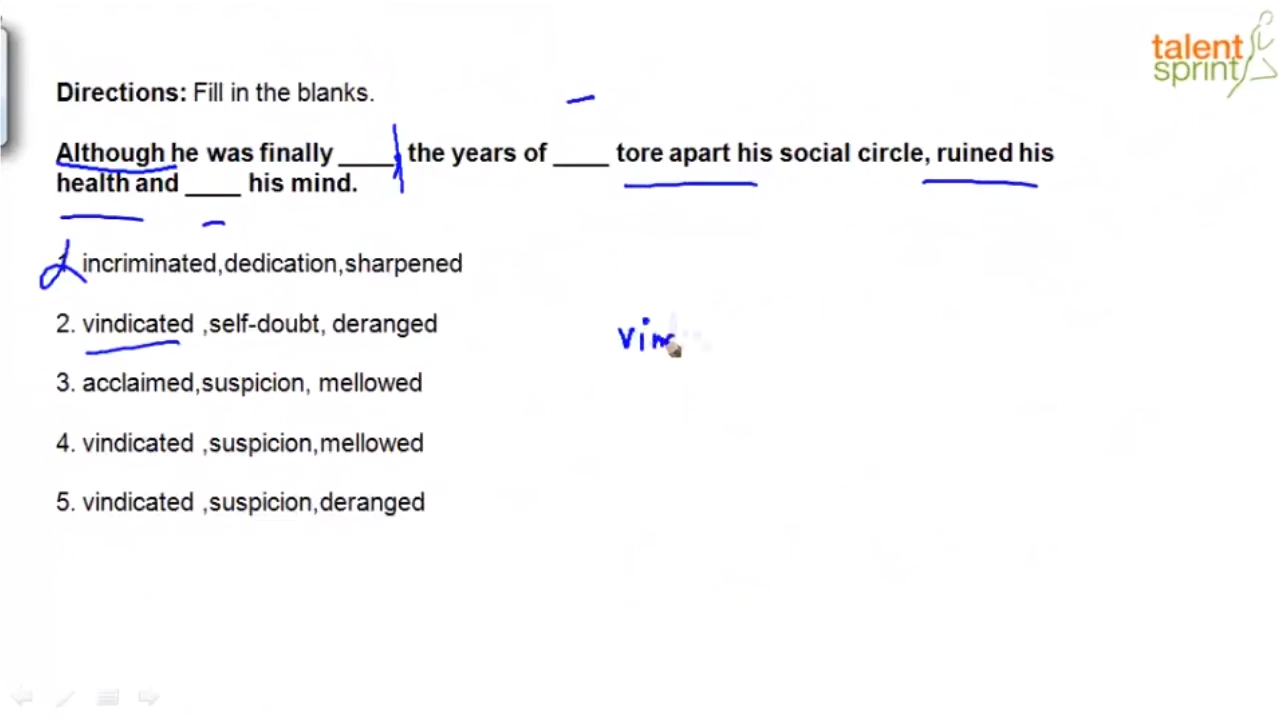 talent
sprint
Directions: Fill in the blanks.
Although he was finally ____, the years of ____ tore apart his social circle, ruined his
health and ____ his mind.
1. incriminated,dedication,sharpened
2. vindicated ,self-doubt, deranged
vin
3. acclaimed,suspicion, mellowed
4. vindicated ,suspicion,mellowed
5. vindicated ,suspicion,deranged